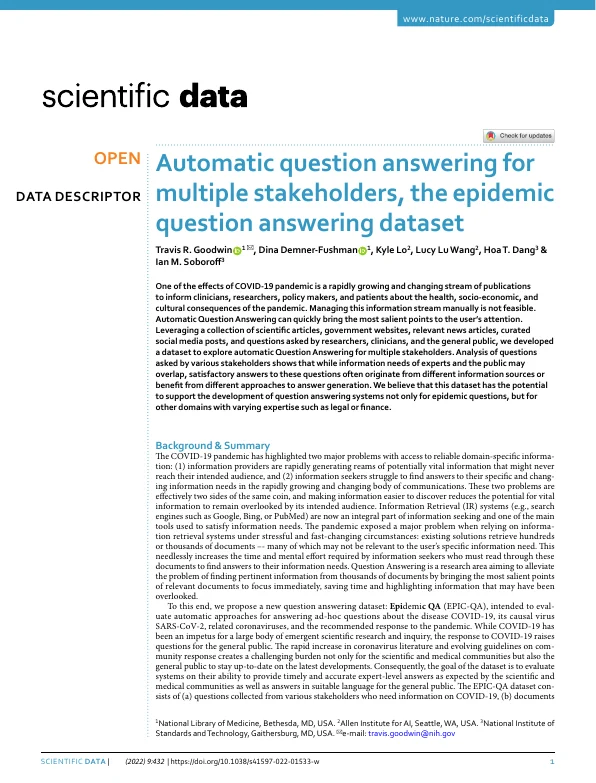 www.nature.com/scientificdata
scientific data
Check for updates
OPEN
DATA DESCRIPTOR
Automatic question answering for
multiple stakeholders, the epidemic
question answering dataset
Travis R. Goodwin 1 ✉, Dina Demner-Fushman 1, Kyle Lo2, Lucy Lu Wang2, Hoa T. Dang3 &
Ian M. Soboroff3
One of the effects of COVID-19 pandemic is a rapidly growing and changing stream of publications
to inform clinicians, researchers, policy makers, and patients about the health, socio-economic, and
cultural consequences of the pandemic. Managing this information stream manually is not feasible.
Automatic Question Answering can quickly bring the most salient points to the user's attention.
Leveraging a collection of scientific articles, government websites, relevant news articles, curated
social media posts, and questions asked by researchers, clinicians, and the general public, we developed
a dataset to explore automatic Question Answering for multiple stakeholders. Analysis of questions
asked by various stakeholders shows that while information needs of experts and the public may
overlap, satisfactory answers to these questions often originate from different information sources or
benefit from different approaches to answer generation. We believe that this dataset has the potential
to support the development of question answering systems not only for epidemic questions, but for
other domains with varying expertise such as legal or finance.
Background & Summary
The COVID-19 pandemic has highlighted two major problems with access to reliable domain-specific informa-
tion: (1) information providers are rapidly generating reams of potentially vital information that might never
reach their intended audience, and (2) information seekers struggle to find answers to their specific and chang-
ing information needs in the rapidly growing and changing body of communications. These two problems are
effectively two sides of the same coin, and making information easier to discover reduces the potential for vital
information to remain overlooked by its intended audience. Information Retrieval (IR) systems (e.g., search
engines such as Google, Bing, or PubMed) are now an integral part of information seeking and one of the main
tools used to satisfy information needs. The pandemic exposed a major problem when relying on informa-
tion retrieval systems under stressful and fast-changing circumstances: existing solutions retrieve hundreds
or thousands of documents –- many of which may not be relevant to the user's specific information need. This
needlessly increases the time and mental effort required by information seekers who must read through these
documents to find answers to their information needs. Question Answering is a research area aiming to alleviate
the problem of finding pertinent information from thousands of documents by bringing the most salient points
of relevant documents to focus immediately, saving time and highlighting information that may have been
overlooked.
To this end, we propose a new question answering dataset: Epidemic QA (EPIC-QA), intended to eval-
uate automatic approaches for answering ad-hoc questions about the disease COVID-19, its causal virus
SARS-CoV-2, related coronaviruses, and the recommended response to the pandemic. While COVID-19 has
been an impetus for a large body of emergent scientific research and inquiry, the response to COVID-19 raises
questions for the general public. The rapid increase in coronavirus literature and evolving guidelines on com-
munity response creates a challenging burden not only for the scientific and medical communities but also the
general public to stay up-to-date on the latest developments. Consequently, the goal of the dataset is to evaluate
systems on their ability to provide timely and accurate expert-level answers as expected by the scientific and
medical communities as well as answers in suitable language for the general public. The EPIC-QA dataset con-
sists of (a) questions collected from various stakeholders who need information on COVID-19, (b) documents
1National Library of Medicine, Bethesda, MD, USA. 2Allen Institute for AI, Seattle, WA, USA. 3National Institute of
Standards and Technology, Gaithersburg, MD, USA. ✉e-mail: travis.goodwin@nih.gov
SCIENTIFIC DATA | (2022) 9:432 | https://doi.org/10.1038/s41597-022-01533-w 1